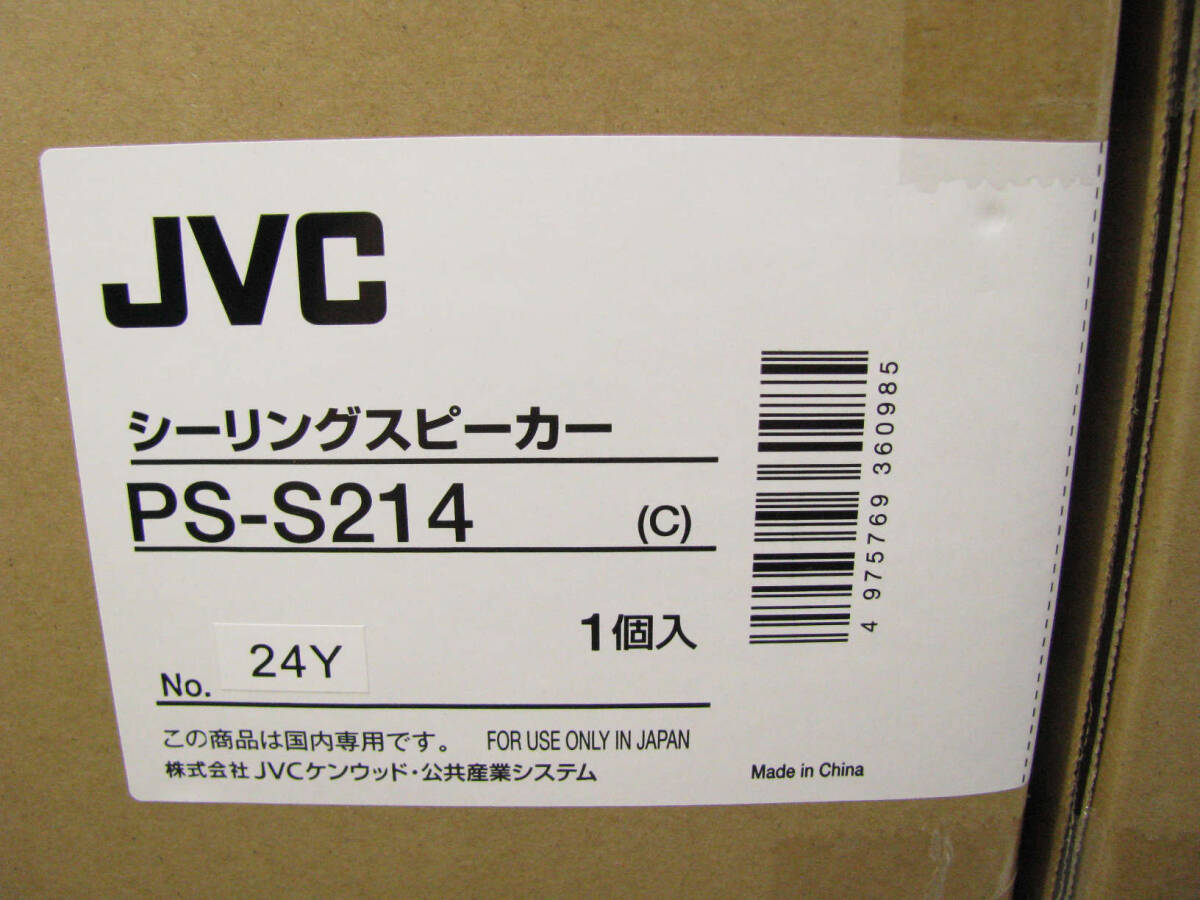 JVC
シーリングスピーカー
PS-S214 (C)
1個入
No. 24Y
この商品は国内専用です。 FOR USE ONLY IN JAPAN
株式会社 JVCケンウッド・公共産業システム
4 975769 360985
Made in China